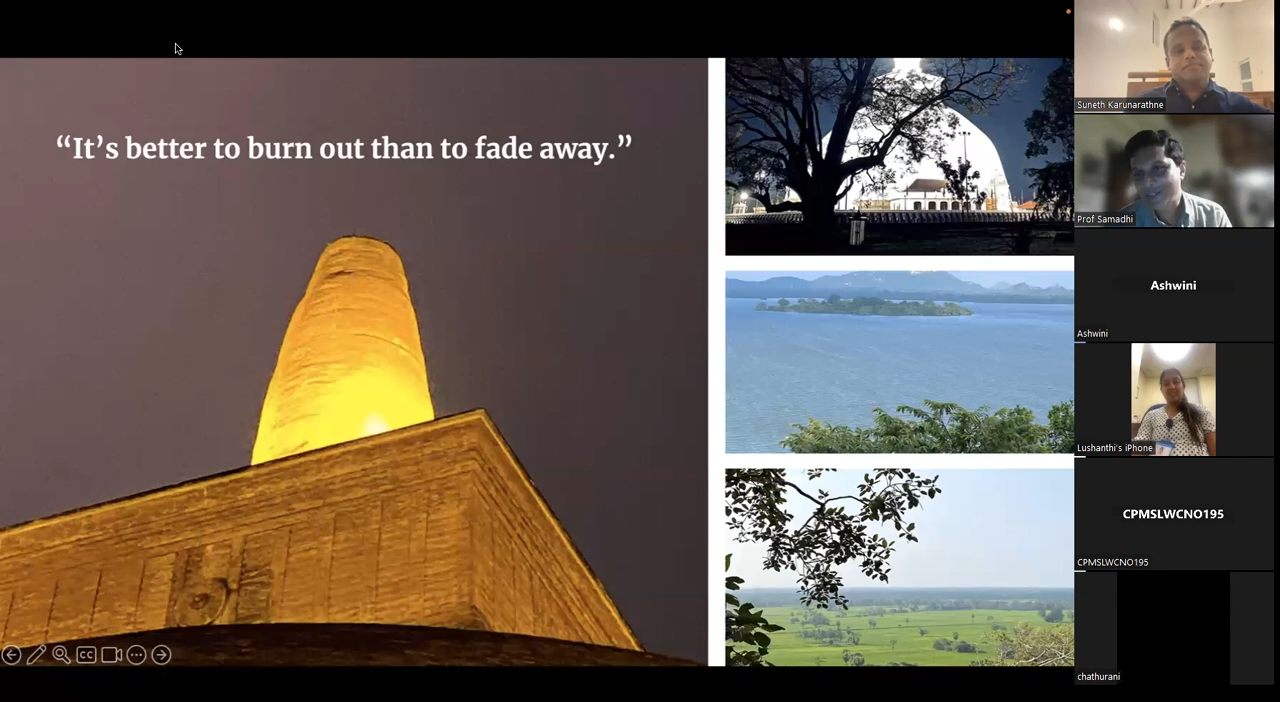 “It’s better to burn out than to fade away.”
Suneth Karunarathne
Prof Samadhi
Ashwini
Ashwini
Lushanthi's iPhone
CPMSLWCNO195
CPMSLWCNO195
chathurani
CC